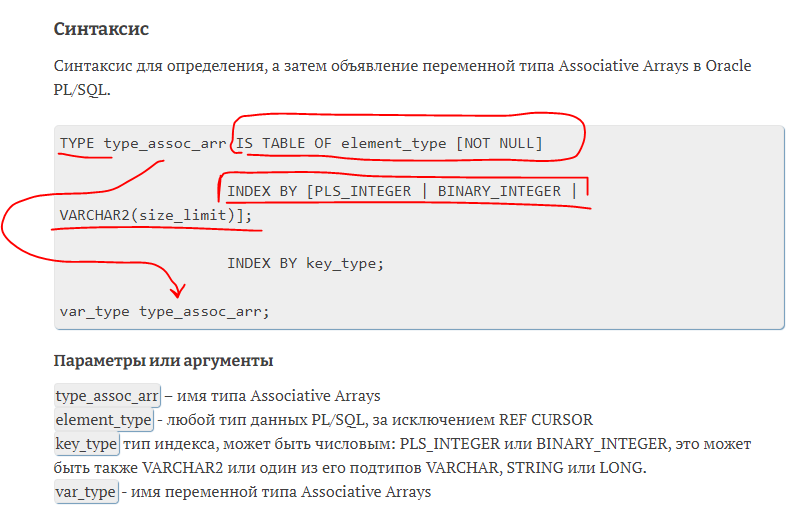 Синтаксис
Синтаксис для определения, а затем объявление переменной типа Associative Arrays в Oracle
PL/SQL.
TYPE type_assoc_arr IS TABLE OF element_type [NOT NULL]
INDEX BY [PLS_INTEGER | BINARY_INTEGER |
VARCHAR2(size_limit)];
INDEX BY key_type;
var_type type_assoc_arr;
Параметры или аргументы
type_assoc_arr – имя типа Associative Arrays
element_type - любой тип данных PL/SQL, за исключением REF CURSOR
key_type тип индекса, может быть числовым: PLS_INTEGER или BINARY_INTEGER, это может
быть также VARCHAR2 или один из его подтипов VARCHAR, STRING или LONG.
var_type - имя переменной типа Associative Arrays